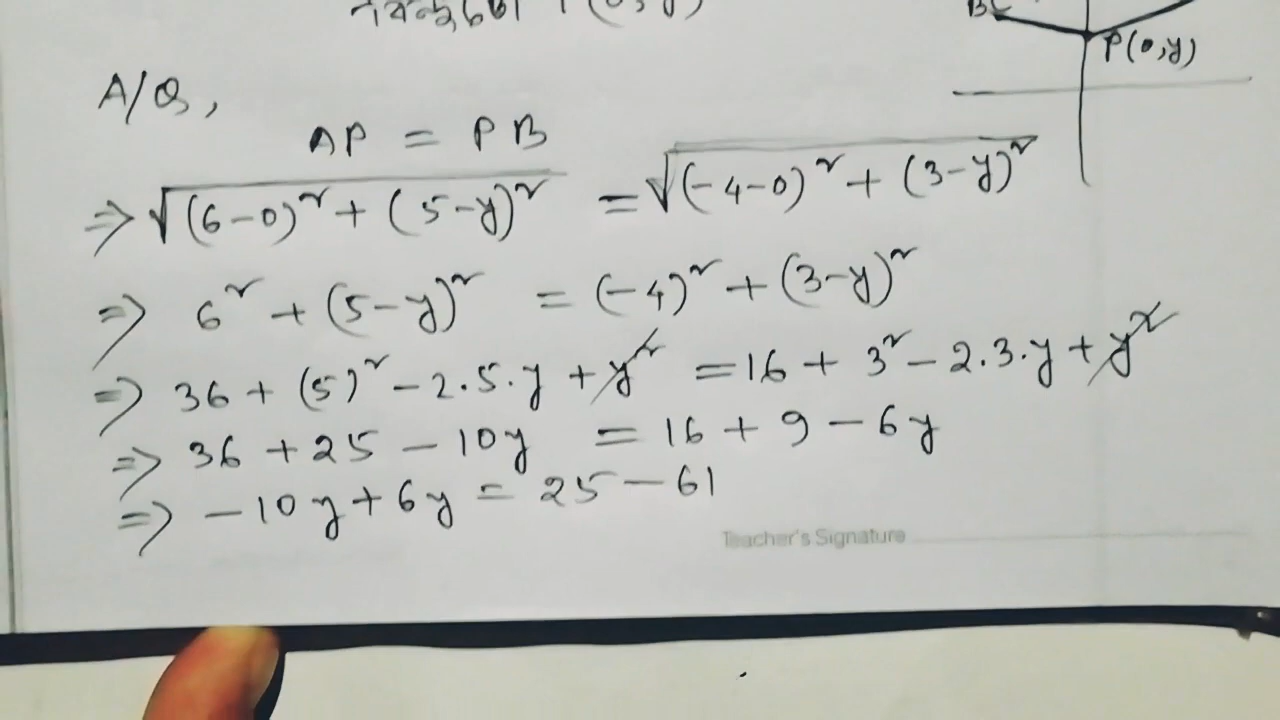 (0,y)
B(
P(0,y)
A/Q,
AP = PB
⇒ √(6-0)² + (5-y)² = √(-4-0)² + (3-y)²
⇒ 6² + (5-y)² = (-4)² + (3-y)²
⇒ 36 + (5)² - 2.5.y + y² = 16 + 3² - 2.3.y + y²
⇒ 36 + 25 - 10y = 16 + 9 - 6y
⇒ -10y + 6y = 25 - 61
Teacher's Signature